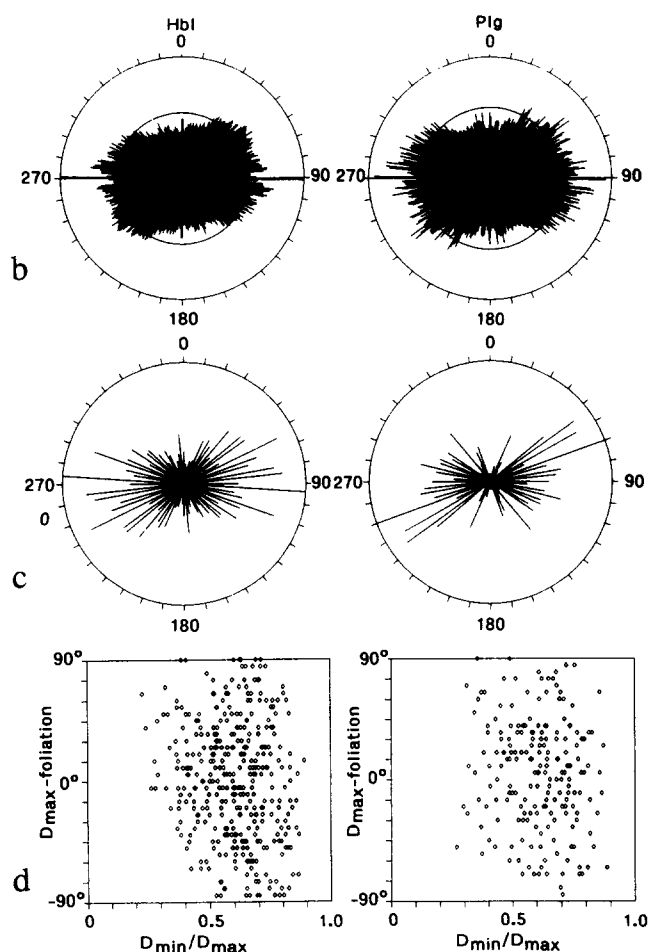 Hbl Plg
0 0
270 90 270 90
b
180 180
0 0
270 90 270 90
0
c
180 180
90° 90°
Dmax-foliation Dmax-foliation
0° 0°
d
-90° -90°
0 0.5 1.0 0 0.5 1.0
Dmin/Dmax Dmin/Dmax